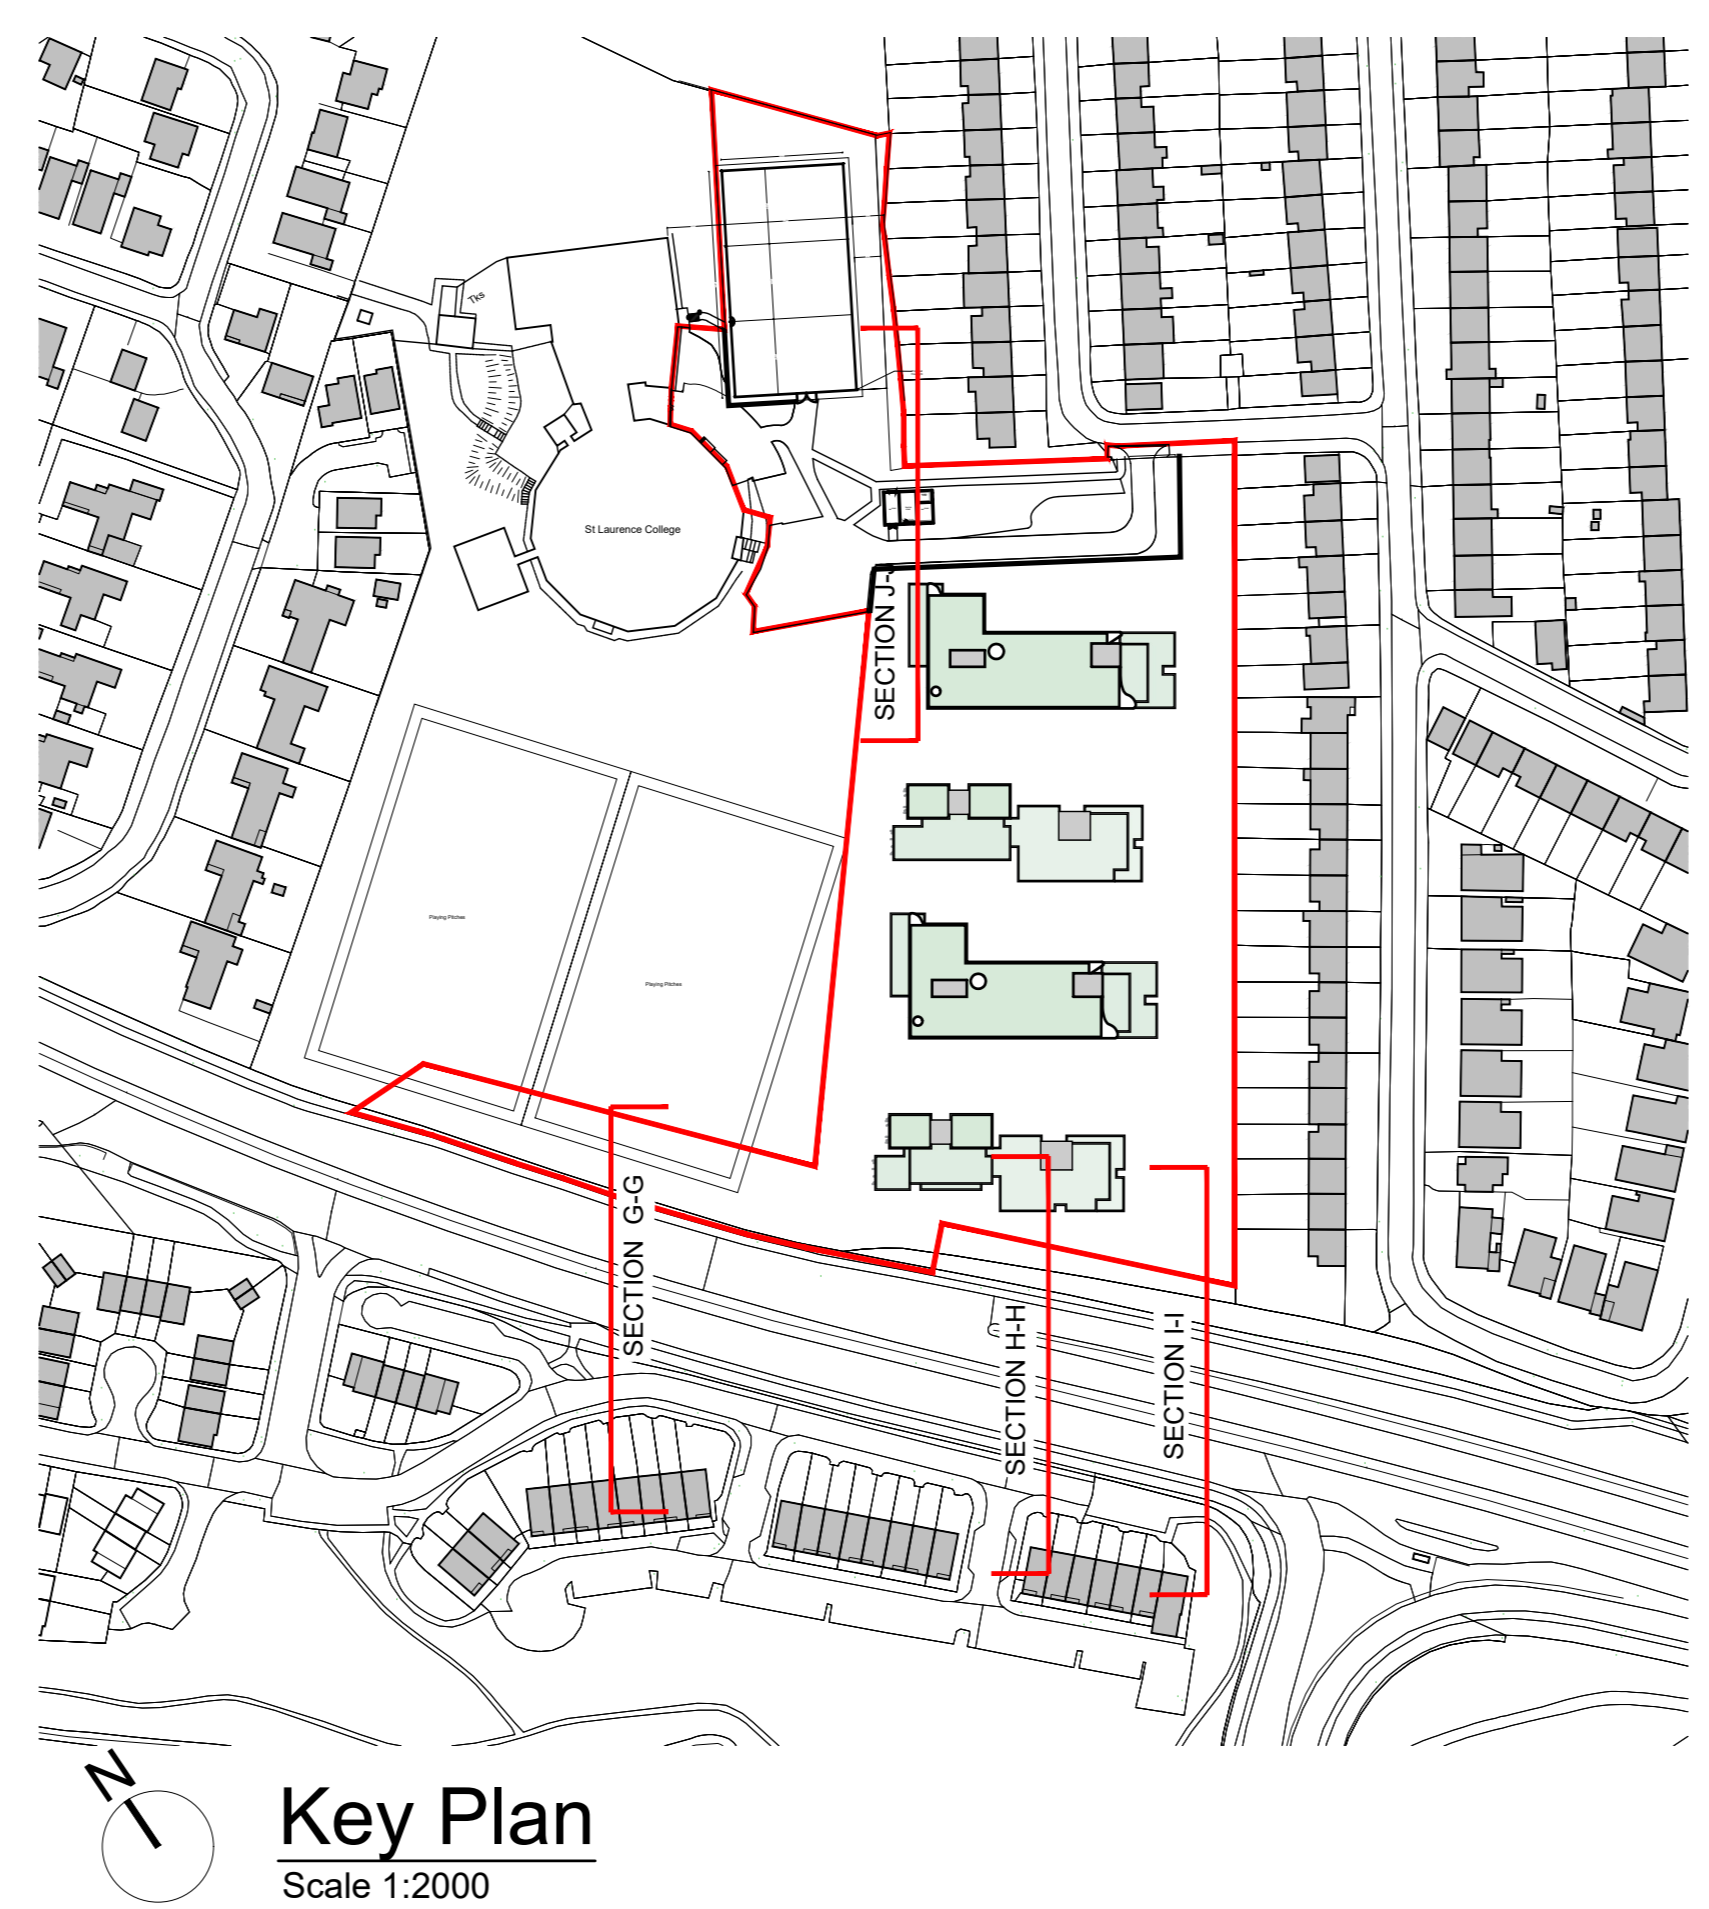 Tks
St Laurence College
SECTION J-J
Playing Pitches
Playing Pitches
SECTION G-G
SECTION H-H
SECTION I-I
N
Key Plan
Scale 1:2000